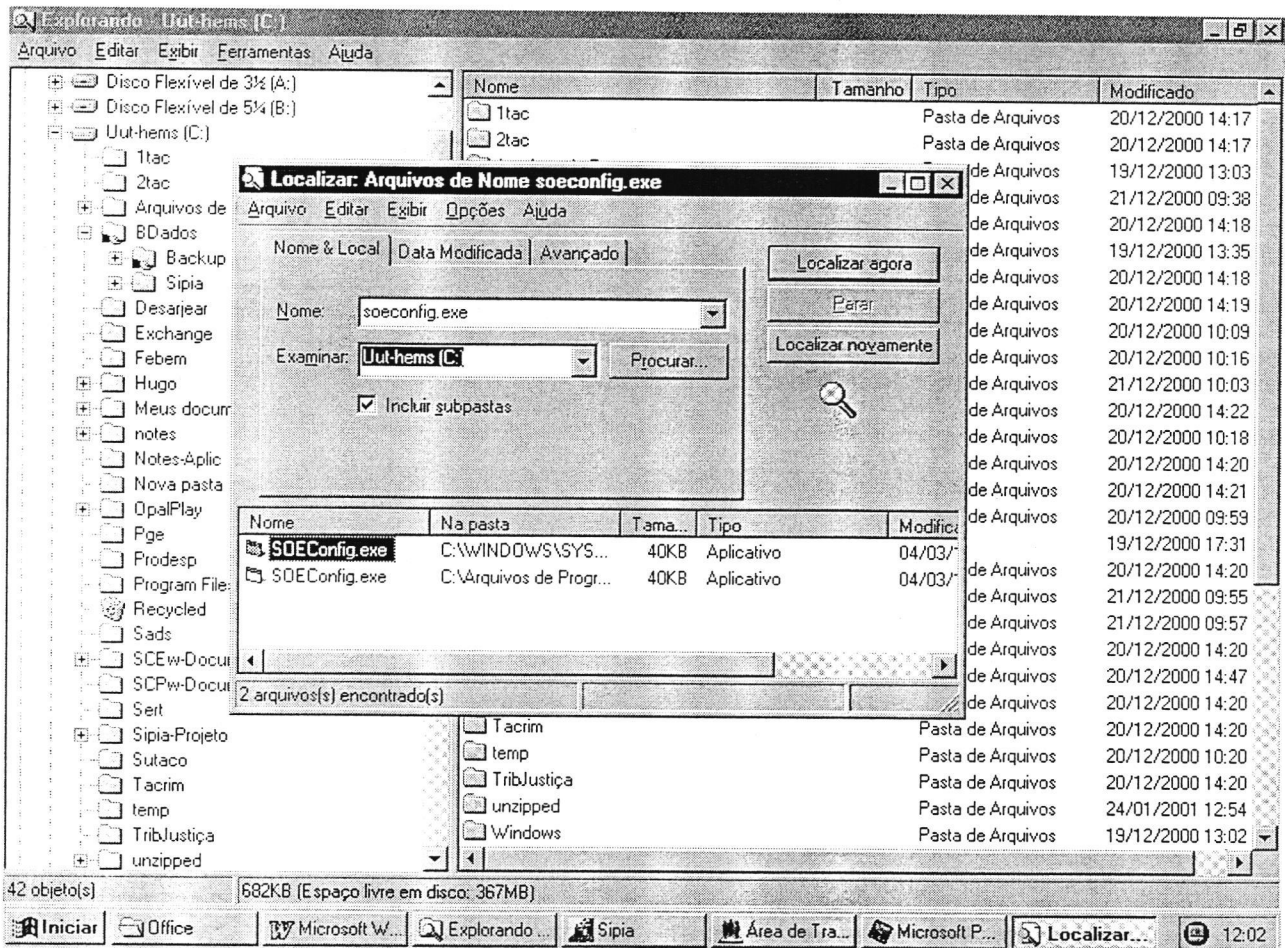 Explorando - Uut-hems (C:)
Arquivo Editar Exibir Ferramentas Ajuda
Disco Flexível de 3½ (A:)
Disco Flexível de 5¼ (B:)
Uut-hems (C:)
1tac
2tac
Arquivos de
BDados
Backup
Sipia
Desarjear
Exchange
Febem
Hugo
Meus docum
notes
Notes-Aplic
Nova pasta
OpalPlay
Pge
Prodesp
Program File
Recycled
Sads
SCEw-Docu
SCPw-Docu
Sert
Sipia-Projeto
Sutaco
Tacrim
temp
TribJustiça
unzipped
Nome Tamanho Tipo Modificado
1tac Pasta de Arquivos 20/12/2000 14:17
2tac Pasta de Arquivos 20/12/2000 14:17
de Arquivos 19/12/2000 13:03
de Arquivos 21/12/2000 09:38
de Arquivos 20/12/2000 14:18
de Arquivos 19/12/2000 13:35
de Arquivos 20/12/2000 14:18
de Arquivos 20/12/2000 14:19
de Arquivos 20/12/2000 10:09
de Arquivos 20/12/2000 10:16
de Arquivos 21/12/2000 10:03
de Arquivos 20/12/2000 14:22
de Arquivos 20/12/2000 10:18
de Arquivos 20/12/2000 14:20
de Arquivos 20/12/2000 14:21
de Arquivos 20/12/2000 09:59
19/12/2000 17:31
de Arquivos 20/12/2000 14:20
de Arquivos 21/12/2000 09:55
de Arquivos 21/12/2000 09:57
de Arquivos 20/12/2000 14:20
de Arquivos 20/12/2000 14:47
de Arquivos 20/12/2000 14:20
Tacrim Pasta de Arquivos 20/12/2000 14:20
temp Pasta de Arquivos 20/12/2000 10:20
TribJustiça Pasta de Arquivos 20/12/2000 14:20
unzipped Pasta de Arquivos 24/01/2001 12:54
Windows Pasta de Arquivos 19/12/2000 13:02
Localizar: Arquivos de Nome soeconfig.exe
Arquivo Editar Exibir Opções Ajuda
Nome & Local Data Modificada Avançado
Nome: soeconfig.exe
Examinar: Uut-hems (C:
Procurar...
Incluir subpastas
Localizar agora
Parar
Localizar novamente
Nome Na pasta Tama... Tipo Modifica
SOEConfig.exe C:\WINDOWS\SYS... 40KB Aplicativo 04/03/1
SOEConfig.exe C:\Arquivos de Progr... 40KB Aplicativo 04/03/1
2 arquivos(s) encontrado(s)
42 objeto(s) 682KB (Espaço livre em disco: 367MB)
Iniciar Office Microsoft W... Explorando ... Sipia Área de Tra... Microsoft P... Localizar... 12:02